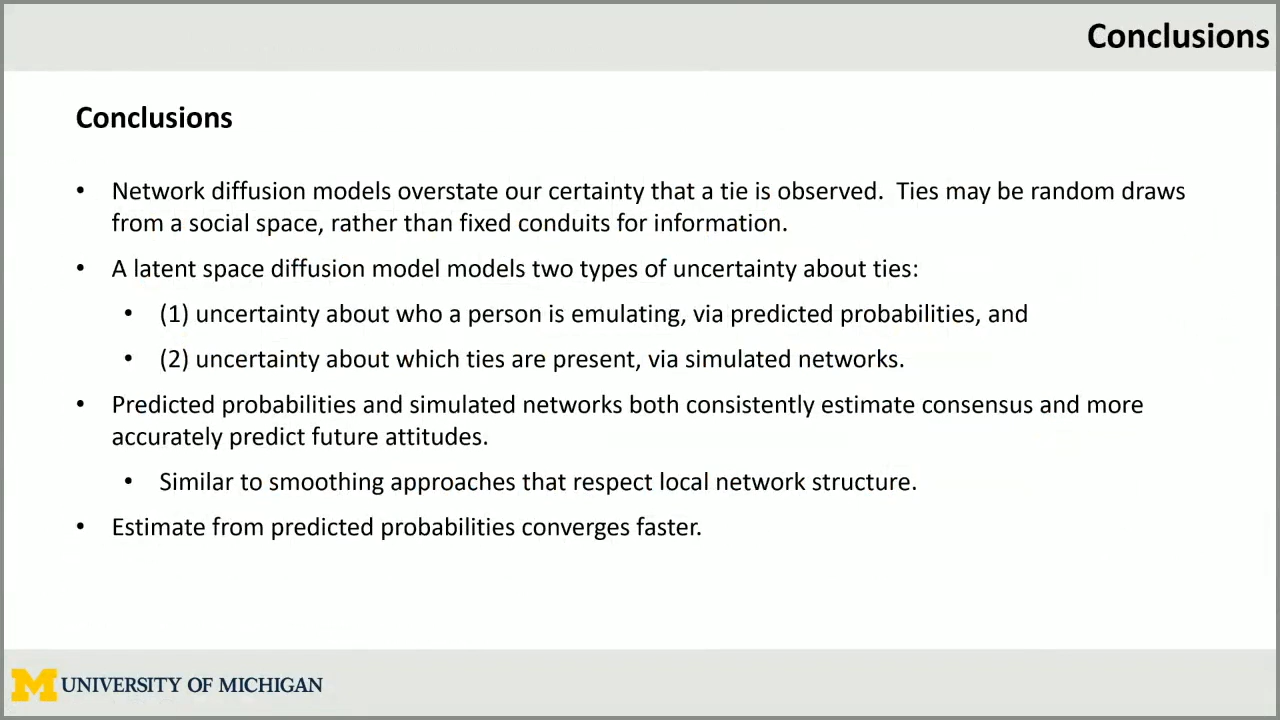 Conclusions
Conclusions
• Network diffusion models overstate our certainty that a tie is observed.  Ties may be random draws
from a social space, rather than fixed conduits for information.
• A latent space diffusion model models two types of uncertainty about ties:
• (1) uncertainty about who a person is emulating, via predicted probabilities, and
• (2) uncertainty about which ties are present, via simulated networks.
• Predicted probabilities and simulated networks both consistently estimate consensus and more
accurately predict future attitudes.
• Similar to smoothing approaches that respect local network structure.
• Estimate from predicted probabilities converges faster.
M UNIVERSITY OF MICHIGAN